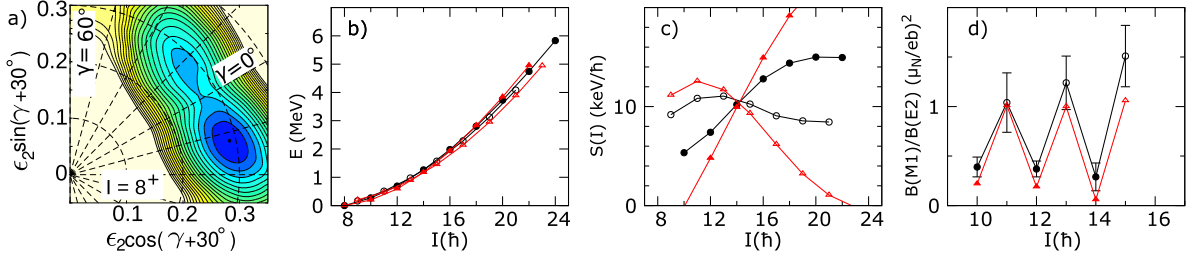 a)
0.3
0.2
0.1
0
ϵ₂sin(γ+30°)
γ= 60°
γ=0°
I = 8⁺
0.1 0.2 0.3
ϵ₂cos(γ+30°)
b)
6
5
4
3
2
1
0
E (MeV)
8 12 16 20 24
I(ħ)
c)
10
0
S(I) (keV/ħ)
8 12 16 20 24
I(ħ)
d)
1
0
B(M1)/B(E2) (μ_N/eb)²
10 12 14 16
I(ħ)